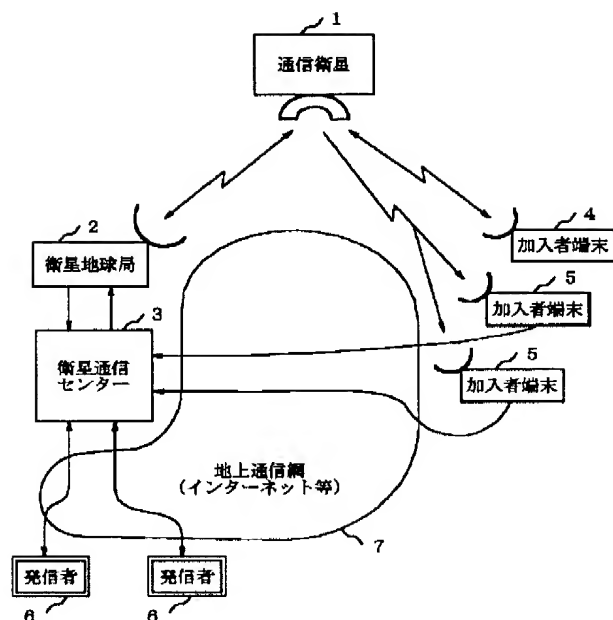 1
通信衛星
2
衛星地球局
3
衛星通信
センター
4
加入者端末
5
加入者端末
5
加入者端末
地上通信網
(インターネット等)
7
発信者
6
発信者
6